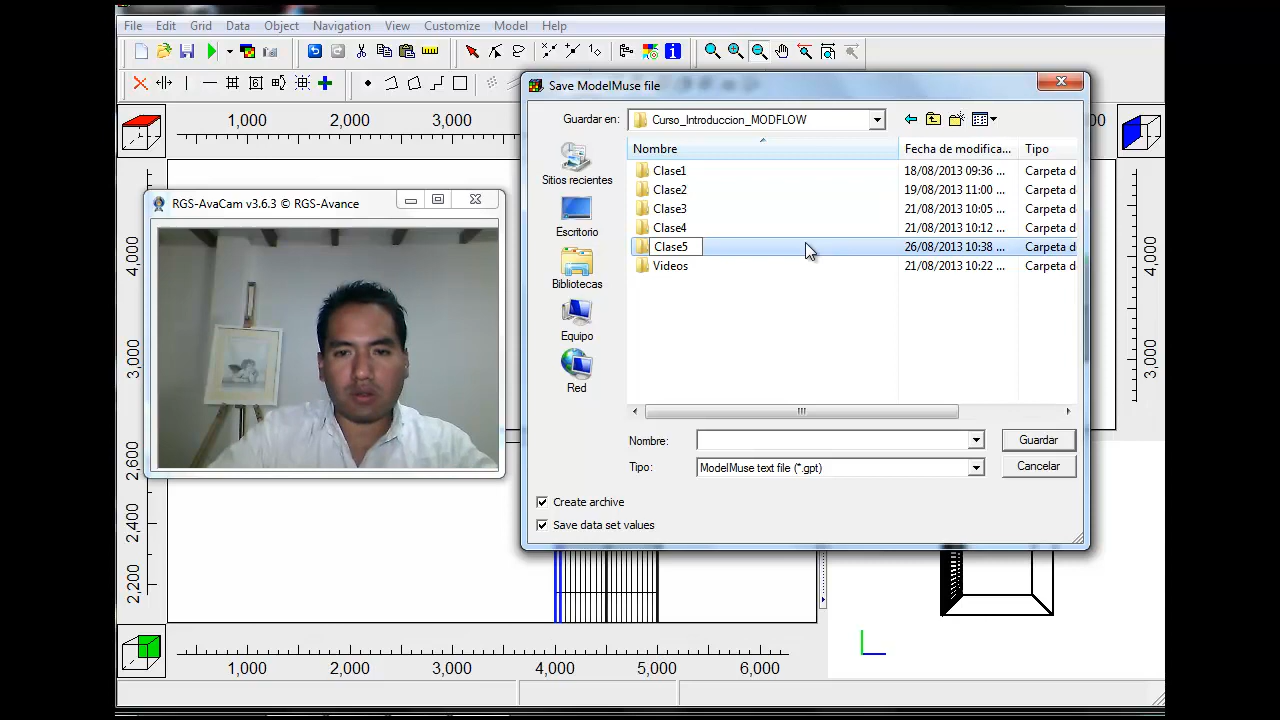 File Edit Grid Data Object Navigation View Customize Model Help
Save ModelMuse file
Guardar en: Curso_Introduccion_MODFLOW
1,000 2,000 3,000
4,000
3,000
2,600
2,400
2,200
RGS-AvaCam v3.6.3 © RGS-Avance
Sitios recientes
Escritorio
Bibliotecas
Equipo
Red
Nombre Fecha de modifica... Tipo
Clase1 18/08/2013 09:36 ... Carpeta d
Clase2 19/08/2013 11:00 ... Carpeta d
Clase3 21/08/2013 10:05 ... Carpeta d
Clase4 21/08/2013 10:12 ... Carpeta d
Clase5 26/08/2013 10:38 ... Carpeta d
Videos 21/08/2013 10:22 ... Carpeta d
Nombre: Guardar
Tipo: ModelMuse text file (*.gpt) Cancelar
Create archive
Save data set values
4,000
3,000
1,000 2,000 3,000 4,000 5,000 6,000